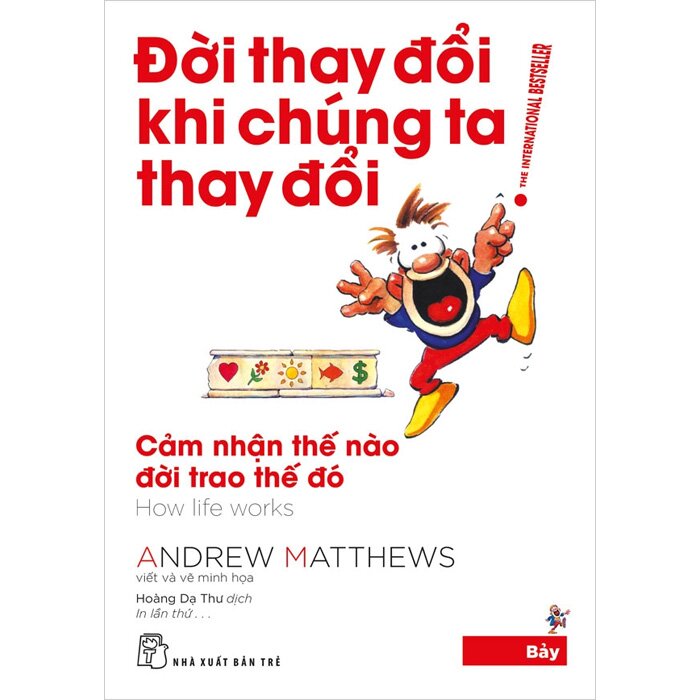 Đời thay đổi
khi chúng ta
thay đổi
!
THE INTERNATIONAL BESTSELLER
$
Cảm nhận thế nào
đời trao thế đó
How life works
ANDREW MATTHEWS
viết và vẽ minh họa
Hoàng Dạ Thư dịch
In lần thứ . . .
NHÀ XUẤT BẢN TRẺ
Bảy